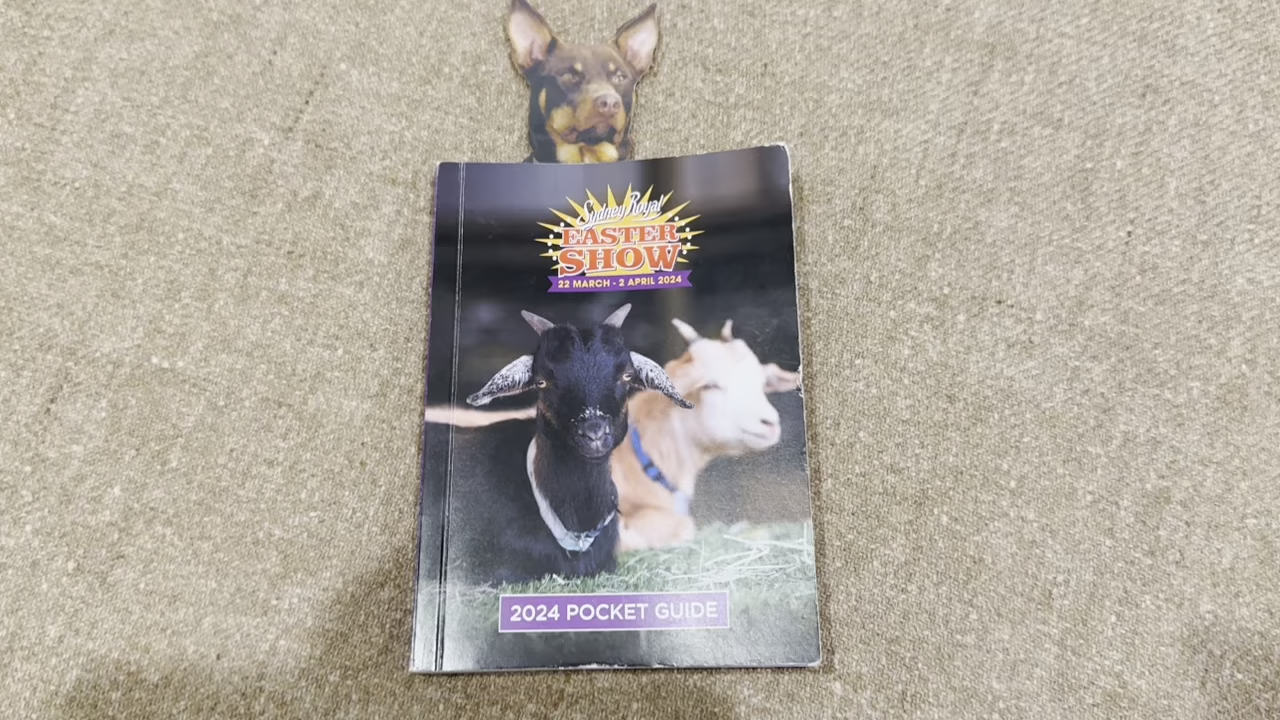 Sydney Royal
EASTER
SHOW
22 MARCH - 2 APRIL 2024
2024 POCKET GUIDE